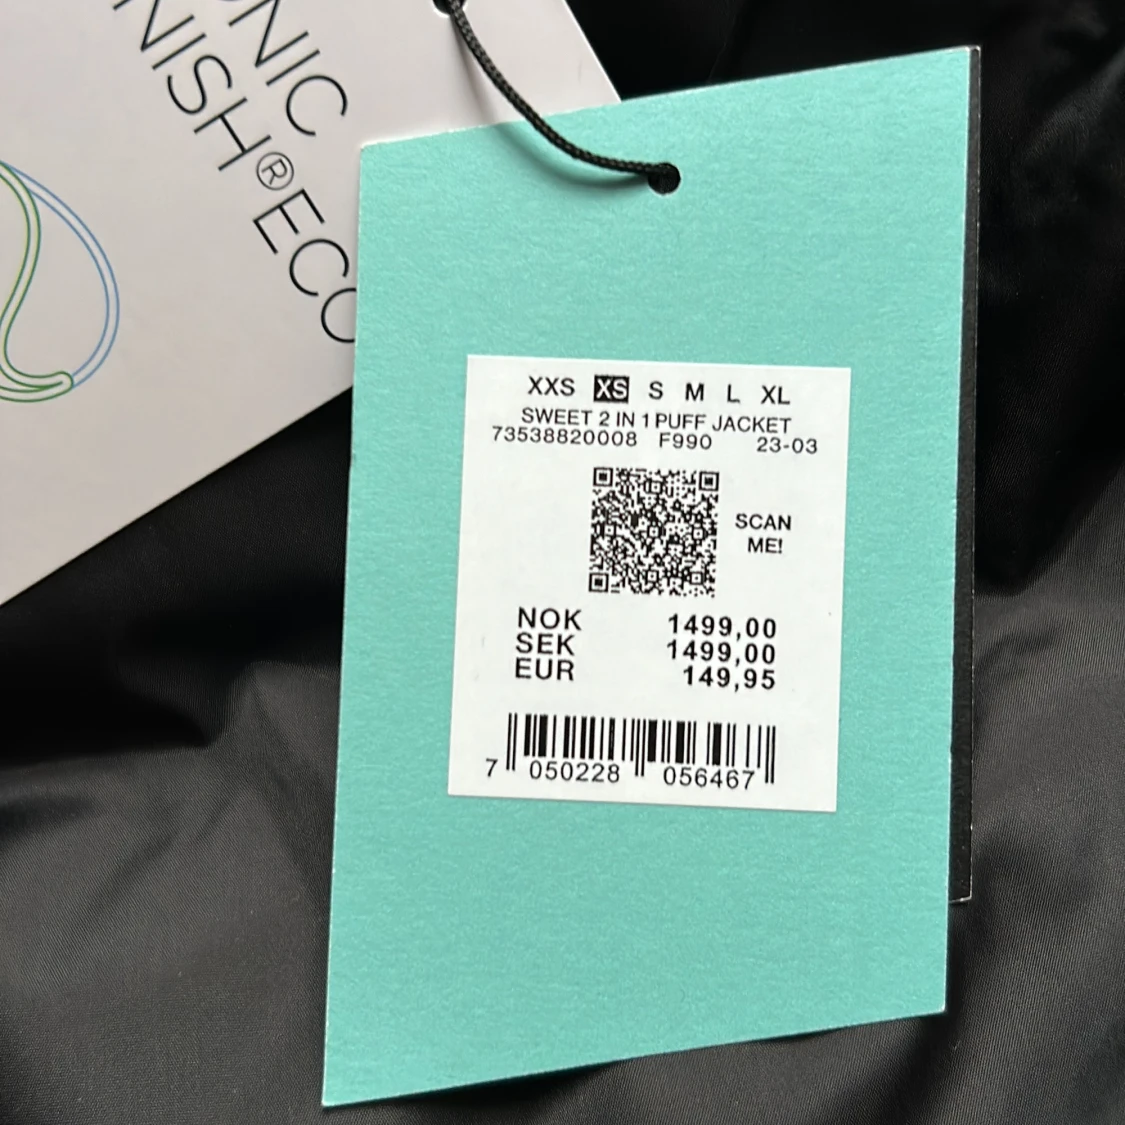 NIC
NISH® ECO
XXS XS S M L XL
SWEET 2 IN 1 PUFF JACKET
73538820008 F990 23-03
SCAN
ME!
NOK 1499,00
SEK 1499,00
EUR 149,95
7 050228 056467